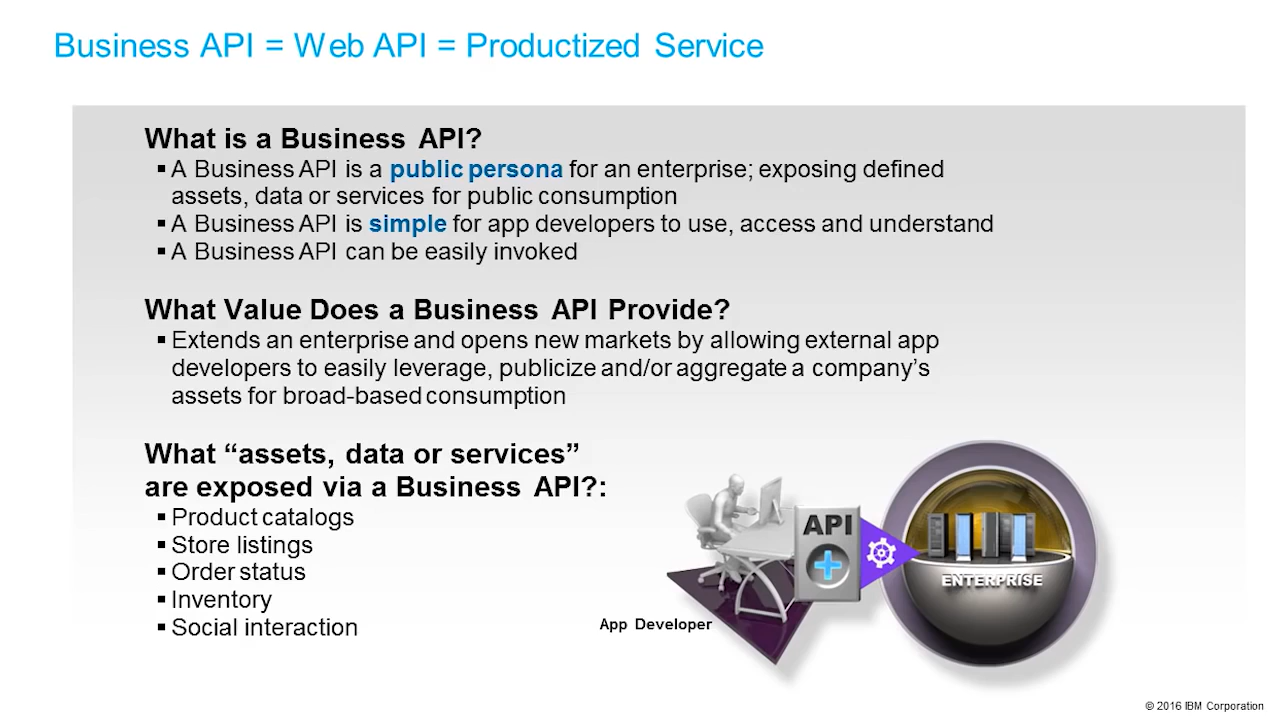 Business API = Web API = Productized Service
What is a Business API?
▪ A Business API is a public persona for an enterprise; exposing defined
assets, data or services for public consumption
▪ A Business API is simple for app developers to use, access and understand
▪ A Business API can be easily invoked
What Value Does a Business API Provide?
▪ Extends an enterprise and opens new markets by allowing external app
developers to easily leverage, publicize and/or aggregate a company’s
assets for broad-based consumption
What “assets, data or services”
are exposed via a Business API?:
▪ Product catalogs
▪ Store listings
▪ Order status
▪ Inventory
▪ Social interaction
API
ENTERPRISE
App Developer
© 2016 IBM Corporation